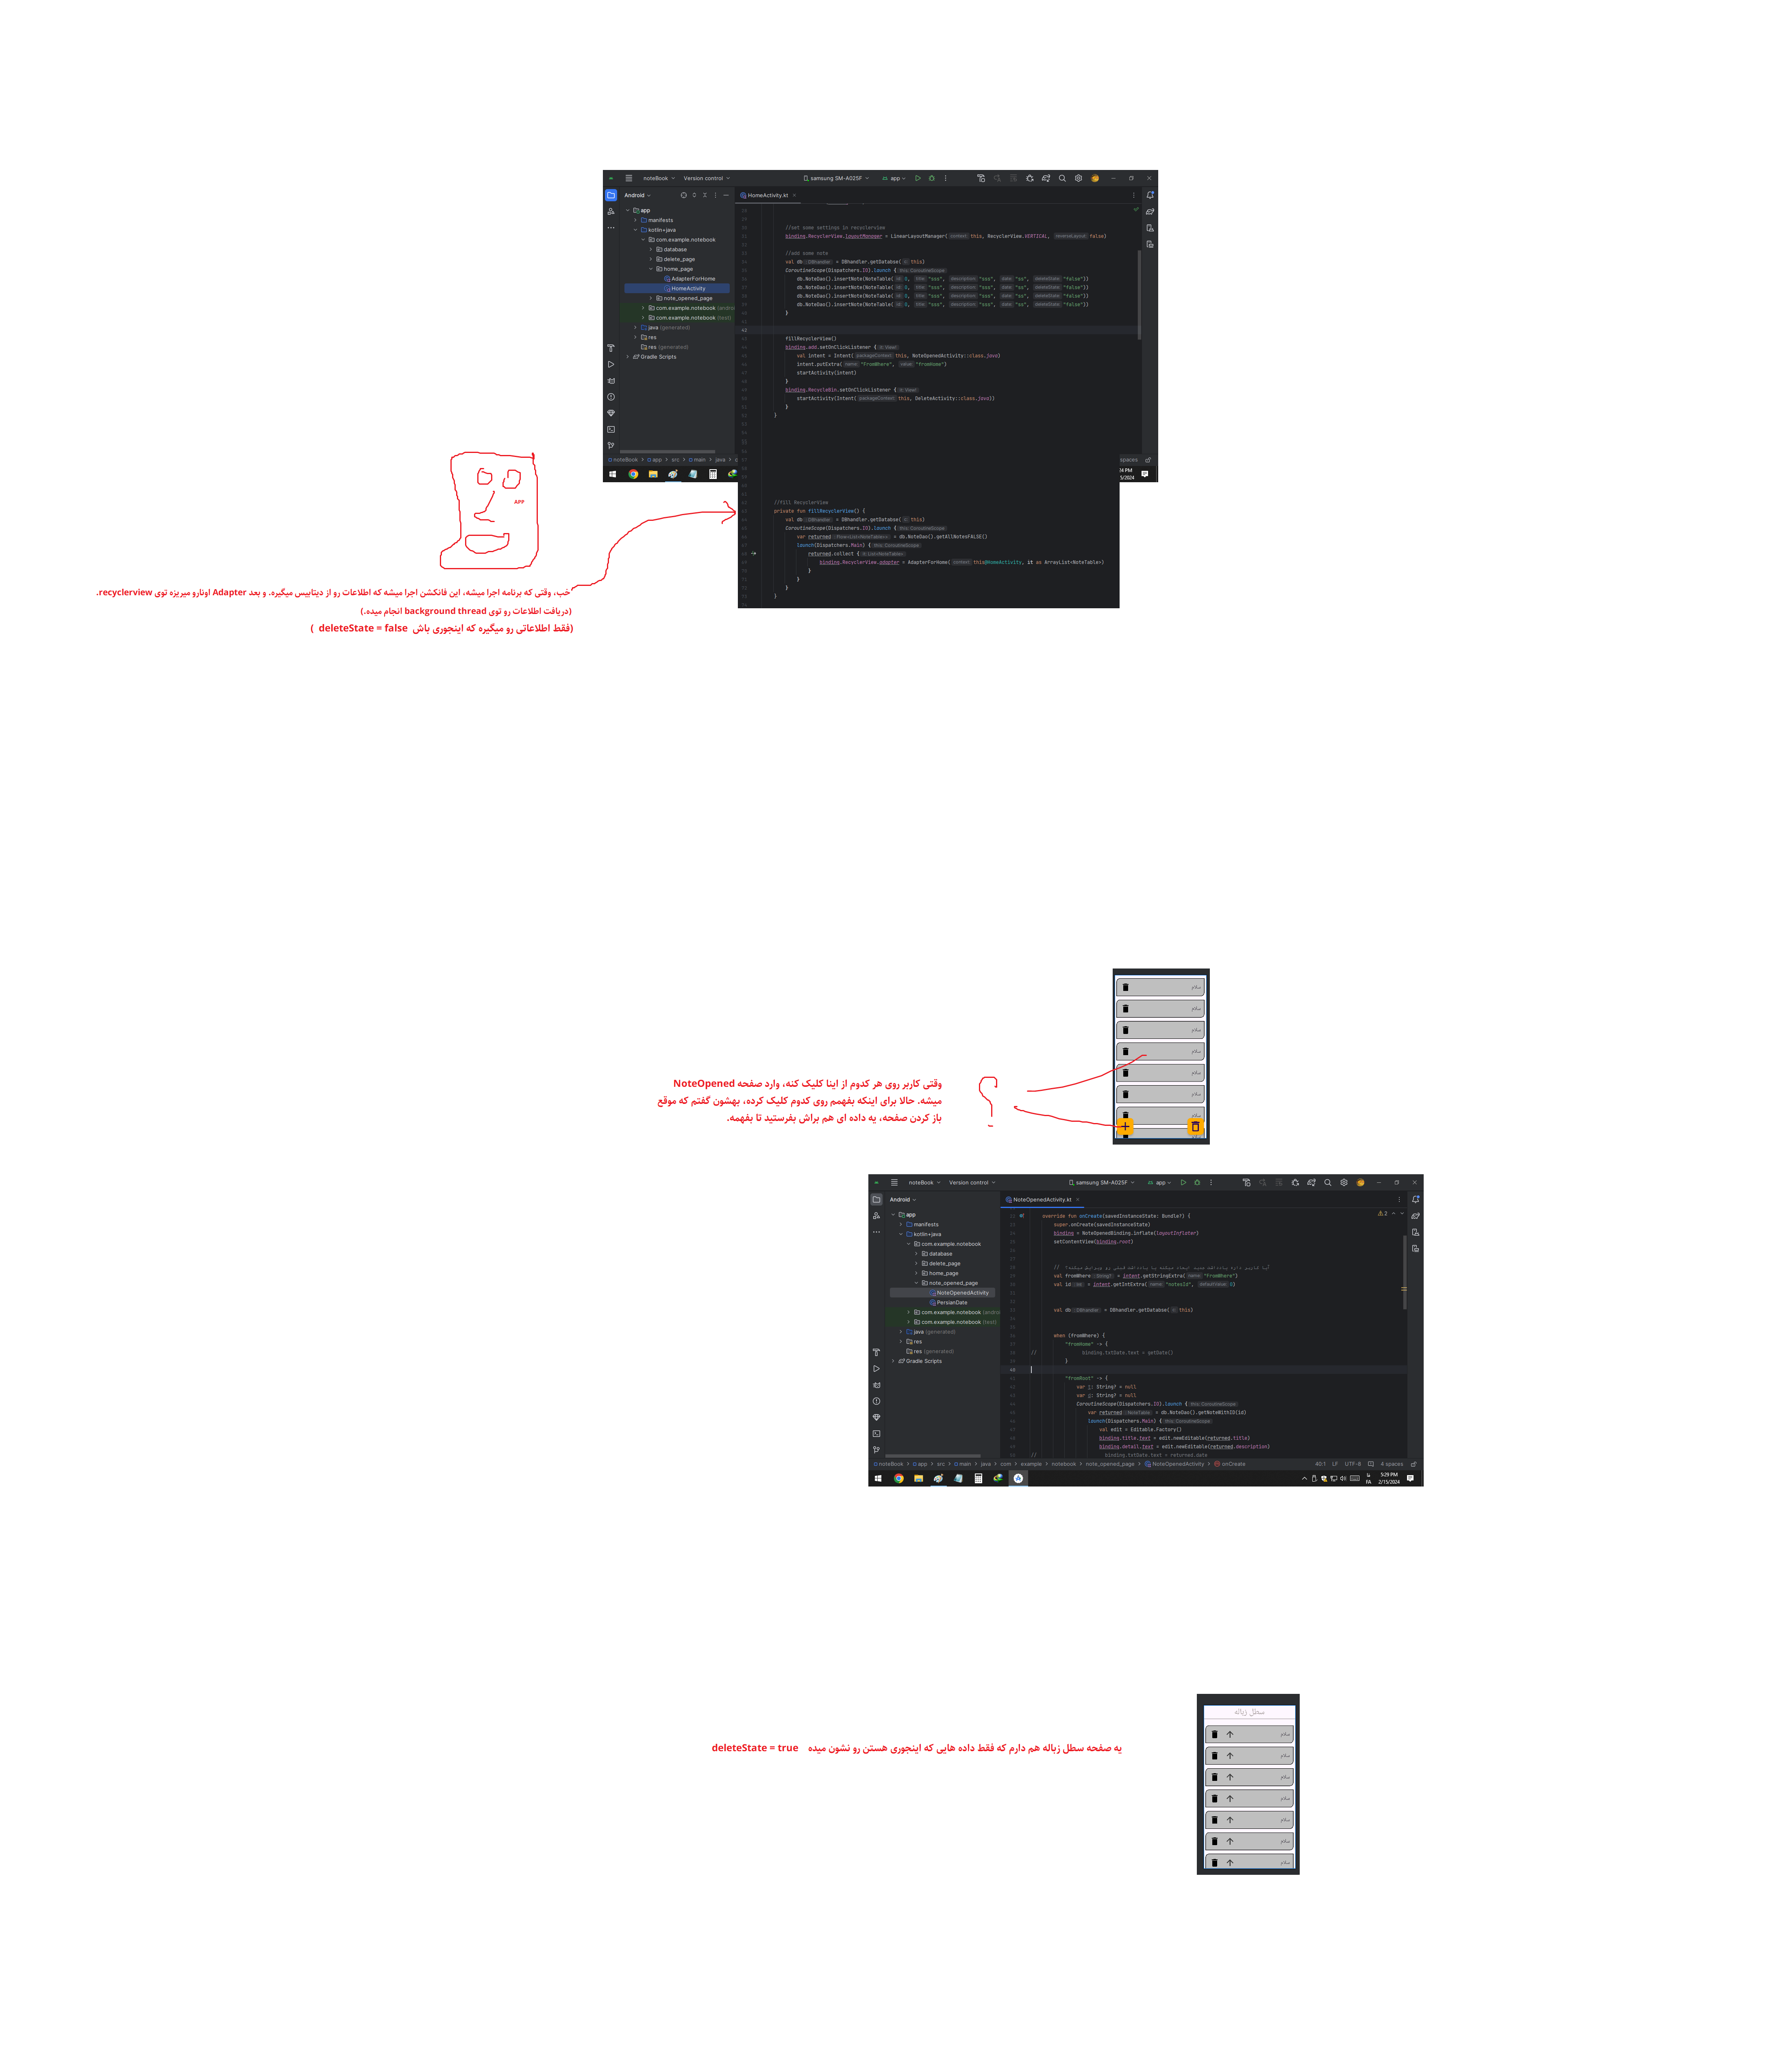 noteBook Version control samsung SM-A025F app
Android
HomeActivity.kt
app
manifests
kotlin+java
com.example.notebook
database
delete_page
home_page
AdapterForHome
HomeActivity
note_opened_page
com.example.notebook
com.example.notebook (test)
java (generated)
res
res (generated)
Gradle Scripts
//set some settings in recyclerview
binding.RecyclerView.layoutManager = LinearLayoutManager( context: this, RecyclerView.VERTICAL, reverseLayout: false)
//add some note
val db : DBhandler = DBhandler.getDatabse( c: this)
CoroutineScope(Dispatchers.IO).launch { this: CoroutineScope
db.NoteDao().insertNote(NoteTable( id: 0, title: "sss", description: "sss", date: "ss", deleteState: "false"))
db.NoteDao().insertNote(NoteTable( id: 0, title: "sss", description: "sss", date: "ss", deleteState: "false"))
db.NoteDao().insertNote(NoteTable( id: 0, title: "sss", description: "sss", date: "ss", deleteState: "false"))
db.NoteDao().insertNote(NoteTable( id: 0, title: "sss", description: "sss", date: "ss", deleteState: "false"))
}
fillRecyclerView()
binding.add.setOnClickListener { it: View!
val intent = Intent( packageContext: this, NoteOpenedActivity::class.java)
intent.putExtra( name: "FromWhere", value: "fromHome")
startActivity(intent)
}
binding.RecycleBin.setOnClickListener { it: View!
startActivity(Intent( packageContext: this, DeleteActivity::class.java))
}
}
noteBook > app > src > main > java
spaces
//fill RecyclerView
private fun fillRecyclerView() {
val db : DBhandler = DBhandler.getDatabse( c: this)
CoroutineScope(Dispatchers.IO).launch { this: CoroutineScope
var returned : Flow<List<NoteTable>> = db.NoteDao().getAllNotesFALSE()
launch(Dispatchers.Main) { this: CoroutineScope
returned.collect { it: List<NoteTable>
binding.RecyclerView.adapter = AdapterForHome( context: this@HomeActivity, it as ArrayList<NoteTable>)
}
}
}
}
APP
خب، وقتی که برنامه اجرا میشه، این فانکشن اجرا میشه که اطلاعات رو از دیتابیس میگیره. و بعد Adapter اونارو میریزه توی recyclerview.
(دریافت اطلاعات رو توی background thread انجام میده.)
(فقط اطلاعاتی رو میگیره که اینجوری باش deleteState = false )
سلام
سلام
سلام
سلام
سلام
سلام
سلام
وقتی کاربر روی هر کدوم از اینا کلیک کنه، وارد صفحه NoteOpened
میشه. حالا برای اینکه بفهمم روی کدوم کلیک کرده، بهشون گفتم که موقع
باز کردن صفحه، یه داده ای هم براش بفرستید تا بفهمه.
?
noteBook Version control samsung SM-A025F app
Android
NoteOpenedActivity.kt
app
manifests
kotlin+java
com.example.notebook
database
delete_page
home_page
note_opened_page
NoteOpenedActivity
PersianDate
com.example.notebook
com.example.notebook (test)
java (generated)
res
res (generated)
Gradle Scripts
2
override fun onCreate(savedInstanceState: Bundle?) {
super.onCreate(savedInstanceState)
binding = NoteOpenedBinding.inflate(layoutInflater)
setContentView(binding.root)
val fromWhere : String? = intent.getStringExtra( name: "FromWhere")
val id : Int = intent.getIntExtra( name: "notesId", defaultValue: 0)
val db : DBhandler = DBhandler.getDatabse( c: this)
when (fromWhere) {
"fromHome" -> {
// binding.txtDate.text = getDate()
}
"fromRoot" -> {
var t: String? = null
var d: String? = null
CoroutineScope(Dispatchers.IO).launch { this: CoroutineScope
var returned : NoteTable = db.NoteDao().getNoteWithID(id)
launch(Dispatchers.Main) { this: CoroutineScope
val edit = Editable.Factory()
binding.title.text = edit.newEditable(returned.title)
binding.detail.text = edit.newEditable(returned.description)
// binding.txtDate.text = returned.date
noteBook > app > src > main > java > com > example > notebook > note_opened_page > NoteOpenedActivity > onCreate 40:1 LF UTF-8 4 spaces
5:29 PM
FA 2/15/2024
سطل زباله
سلام
سلام
سلام
سلام
سلام
سلام
سلام
یه صفحه سطل زباله هم دارم که فقط داده هایی که اینجوری هستن رو نشون میده deleteState = true